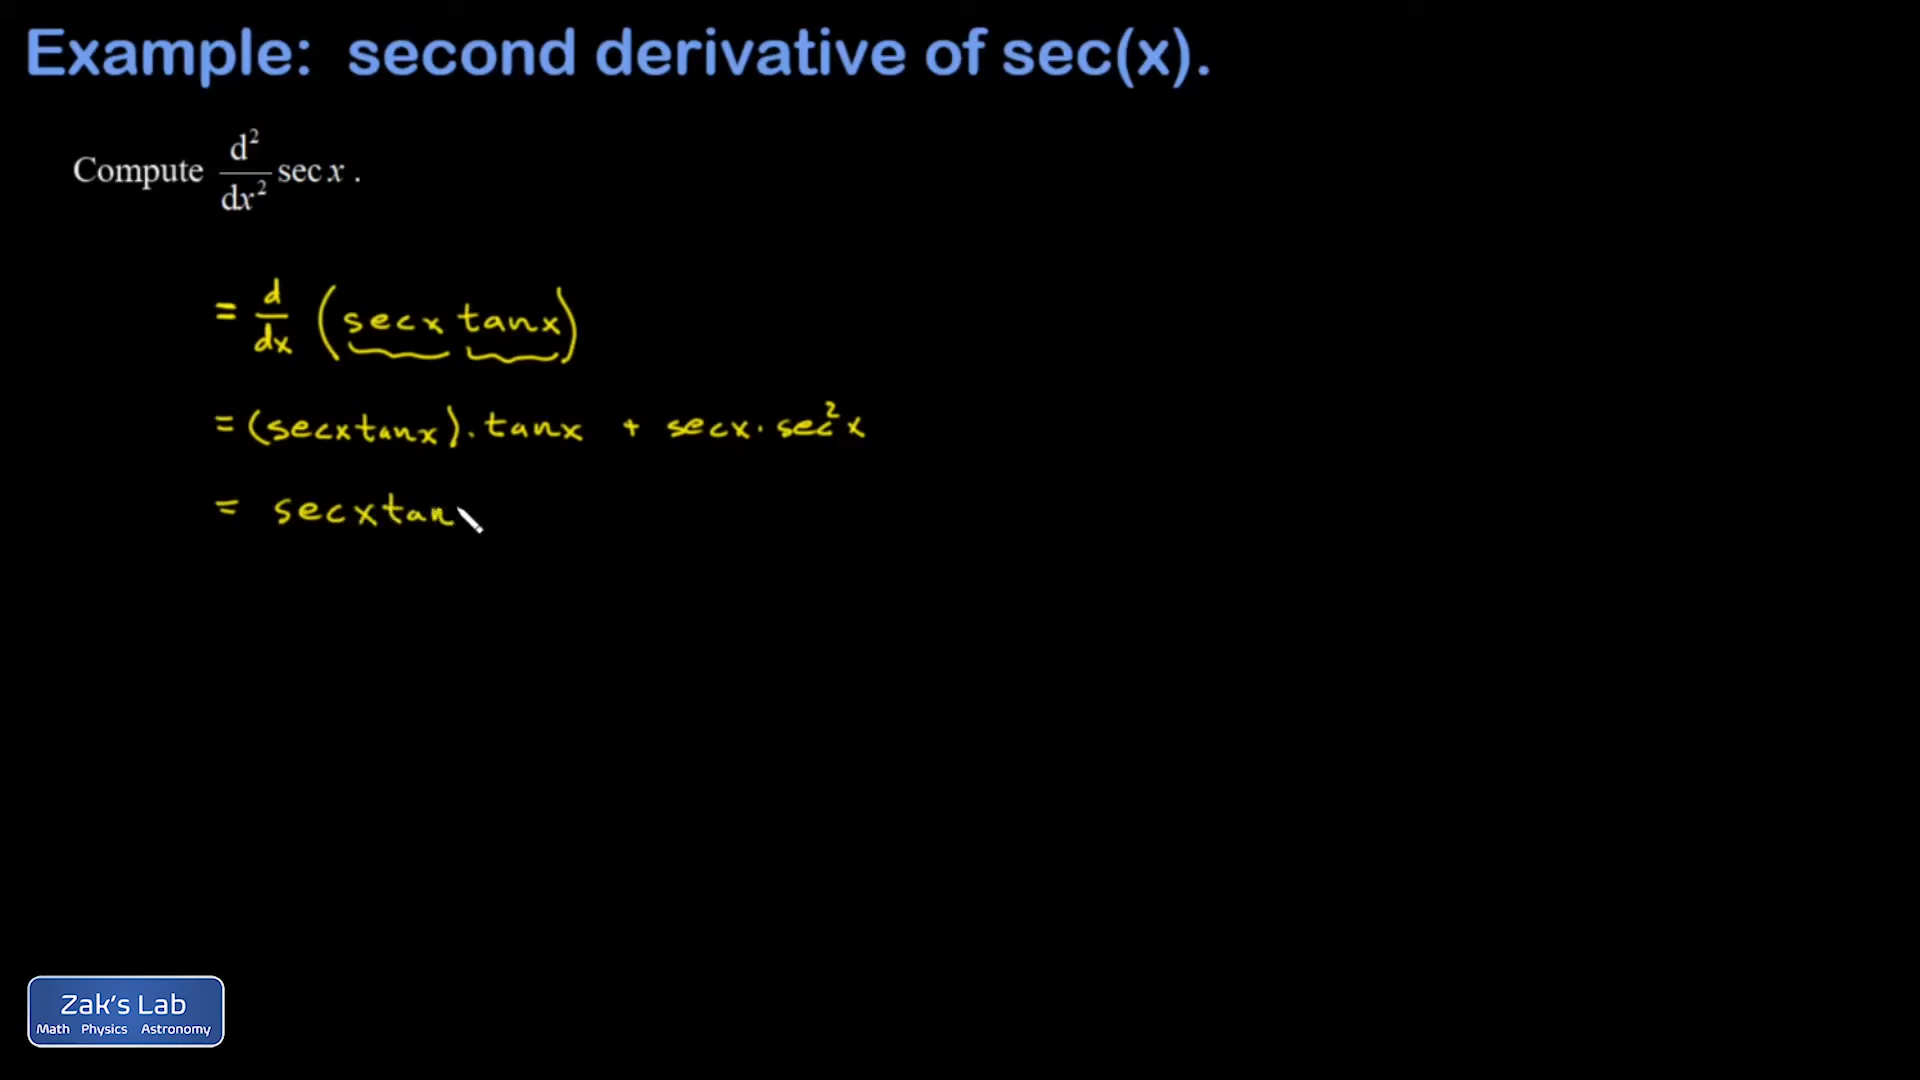 Example: second derivative of sec(x).
Compute d²/dx² sec x .
= d/dx (secx tanx)
= (secxtanx)·tanx + secx·sec²x
= secxtan
Zak's Lab
Math Physics Astronomy